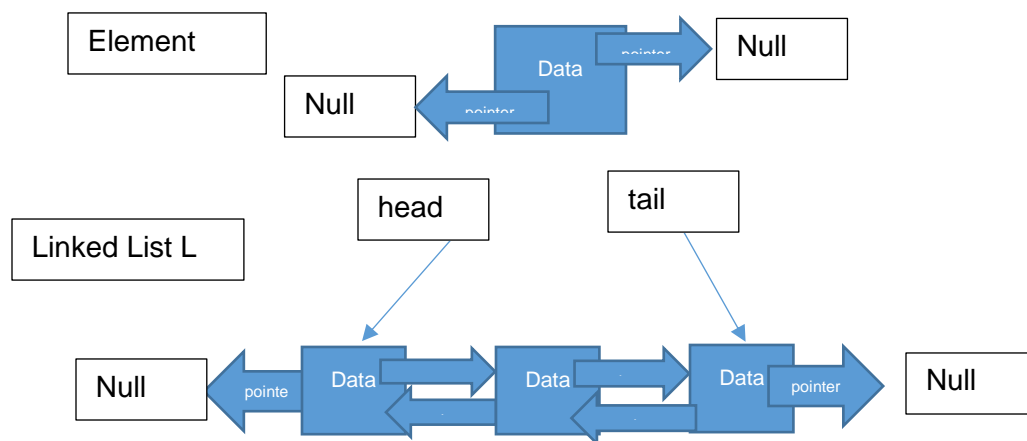 Element
Data
pointer
Null
Null
pointer
head
tail
Linked List L
Null
pointe
Data
Data
Data
pointer
Null